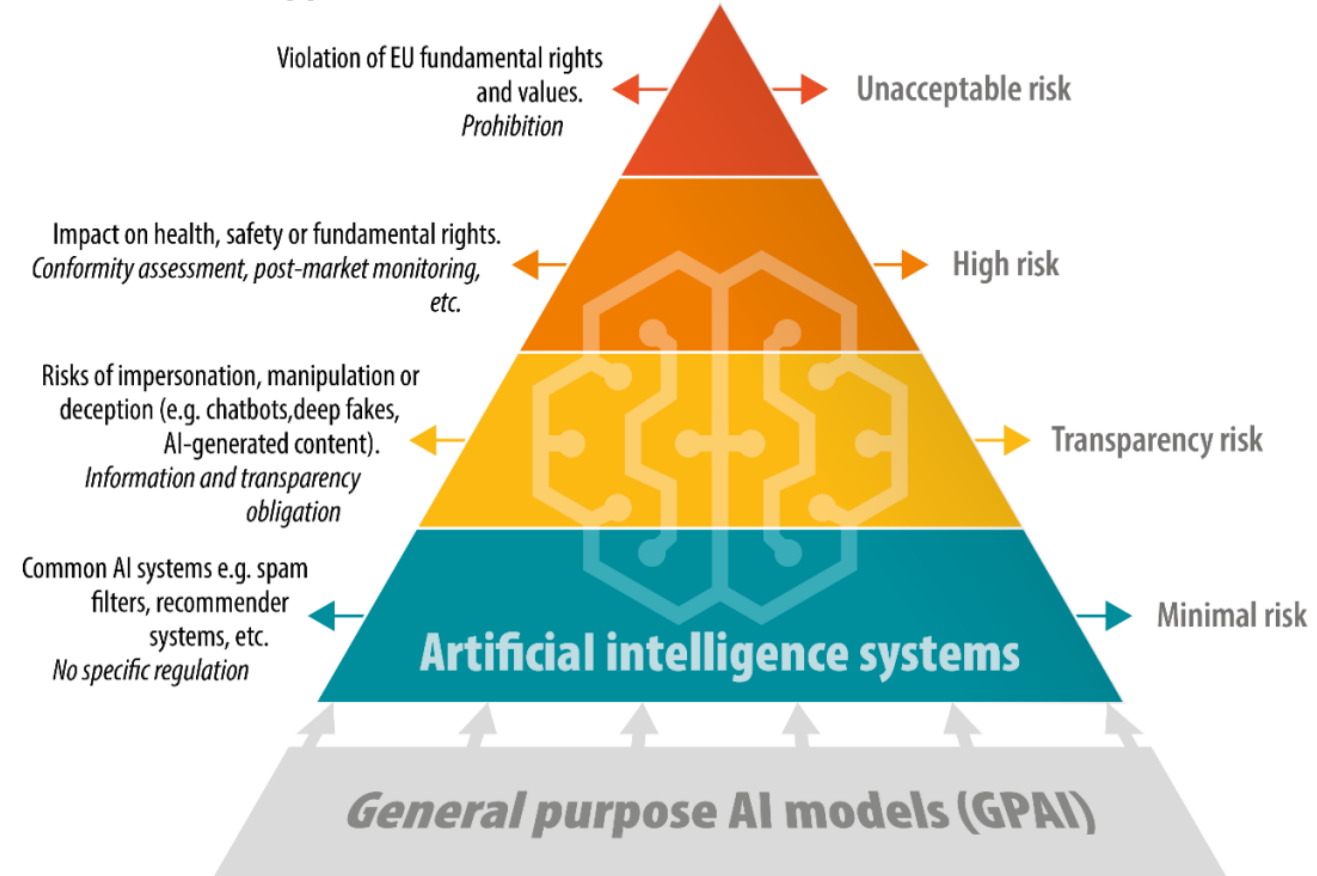 Violation of EU fundamental rights
and values.
Prohibition
Unacceptable risk
Impact on health, safety or fundamental rights.
Conformity assessment, post-market monitoring,
etc.
High risk
Risks of impersonation, manipulation or
deception (e.g. chatbots,deep fakes,
AI-generated content).
Information and transparency
obligation
Transparency risk
Common AI systems e.g. spam
filters, recommender
systems, etc.
No specific regulation
Minimal risk
Artificial intelligence systems
General purpose AI models (GPAI)